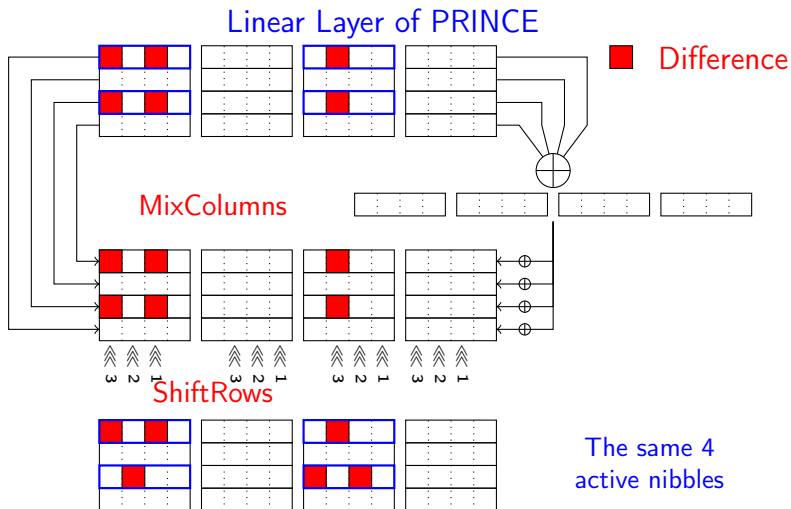 Linear Layer of PRINCE
Difference
MixColumns
3 2 1 3 2 1 3 2 1 3 2 1
ShiftRows
The same 4
active nibbles